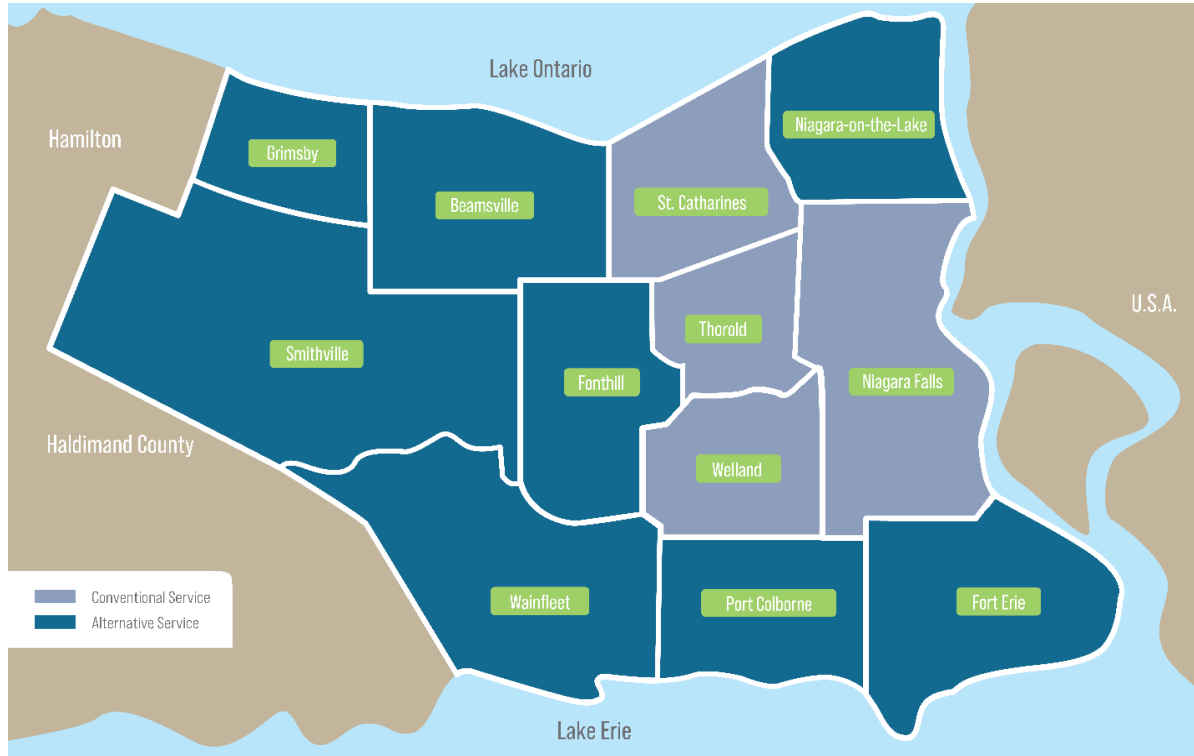 Lake Ontario
Hamilton
Grimsby
Niagara-on-the-Lake
Beamsville
St. Catharines
U.S.A.
Thorold
Smithville
Fonthill
Niagara Falls
Haldimand County
Welland
Conventional Service
Alternative Service
Wainfleet
Port Colborne
Fort Erie
Lake Erie